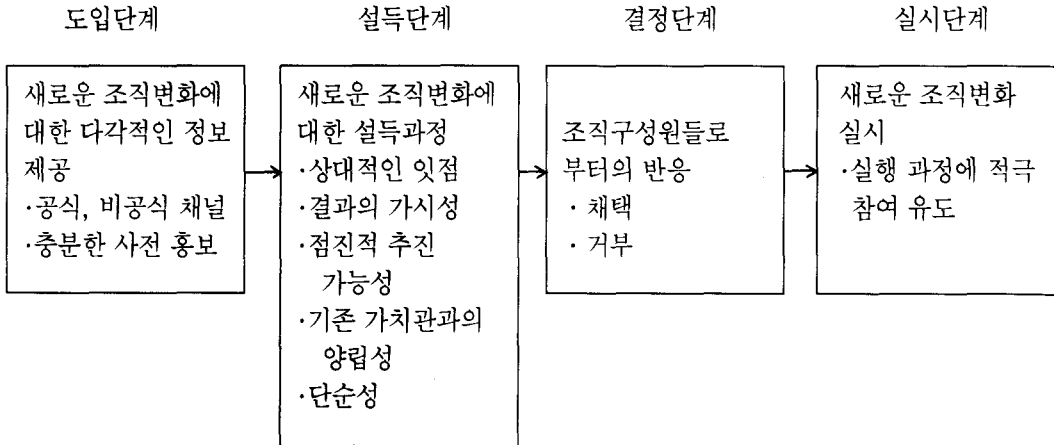 도입단계
새로운 조직변화에
대한 다각적인 정보
제공
·공식, 비공식 채널
·충분한 사전 홍보
설득단계
새로운 조직변화에
대한 설득과정
·상대적인 잇점
·결과의 가시성
·점진적 추진
가능성
·기존 가치관과의
양립성
·단순성
결정단계
조직구성원들로
부터의 반응
· 채택
· 거부
실시단계
새로운 조직변화
실시
·실행 과정에 적극
참여 유도